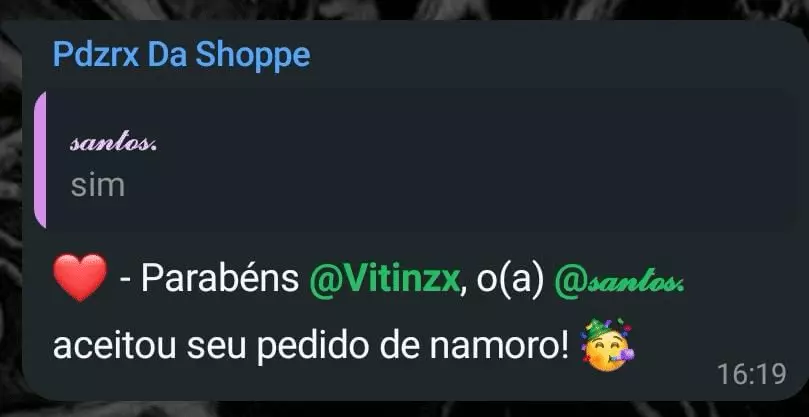 Pdzrx Da Shoppe
𝓼𝓪𝓷𝓽𝓸𝓼.
sim
❤️ - Parabéns @Vitinzx, o(a) @𝓼𝓪𝓷𝓽𝓸𝓼.
aceitou seu pedido de namoro! 🥳
16:19